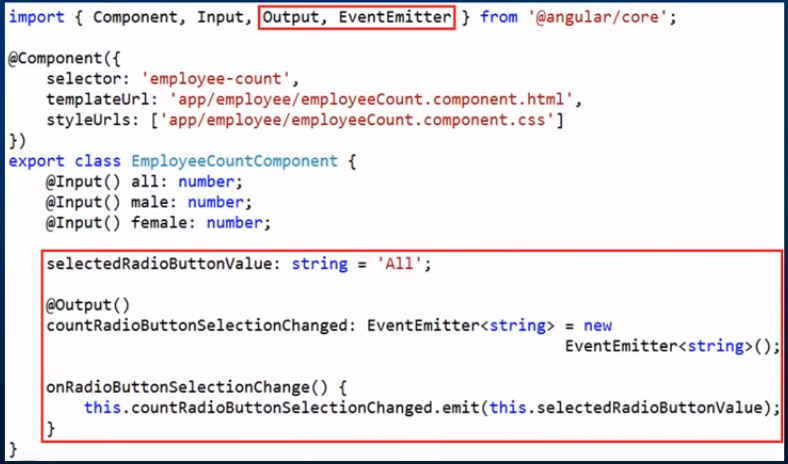 import { Component, Input, Output, EventEmitter } from '@angular/core';
@Component({
selector: 'employee-count',
templateUrl: 'app/employee/employeeCount.component.html',
styleUrls: ['app/employee/employeeCount.component.css']
})
export class EmployeeCountComponent {
@Input() all: number;
@Input() male: number;
@Input() female: number;
selectedRadioButtonValue: string = 'All';
@Output()
countRadioButtonSelectionChanged: EventEmitter<string> = new
EventEmitter<string>();
onRadioButtonSelectionChange() {
this.countRadioButtonSelectionChanged.emit(this.selectedRadioButtonValue);
}
}